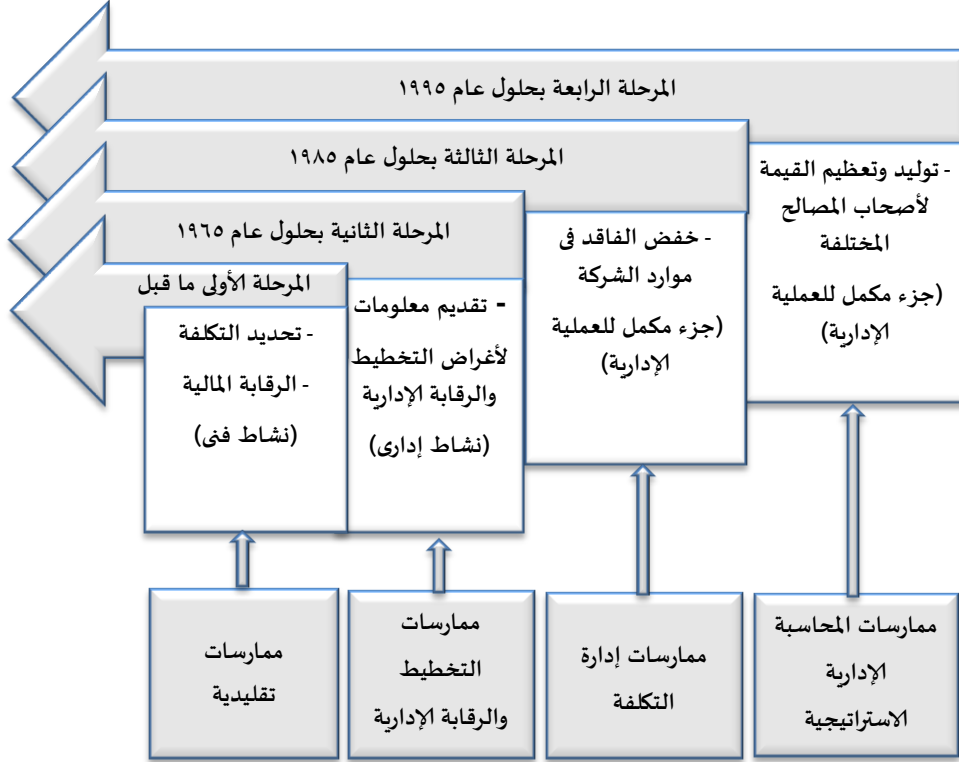 المرحلة الرابعة بحلول عام ١٩٩٥
المرحلة الثالثة بحلول عام ١٩٨٥
المرحلة الثانية بحلول عام ١٩٦٥
المرحلة الأولى ما قبل
- توليد وتعظيم القيمة
لأصحاب المصالح
المختلفة
(جزء مكمل للعملية
الإدارية)
- خفض الفاقد فى
موارد الشركة
(جزء مكمل للعملية
الإدارية)
- تقديم معلومات
لأغراض التخطيط
والرقابة الإدارية
(نشاط إدارى)
- تحديد التكلفة
- الرقابة المالية
(نشاط فنى)
ممارسات المحاسبة
الإدارية
الاستراتيجية
ممارسات إدارة
التكلفة
ممارسات
التخطيط
والرقابة الإدارية
ممارسات
تقليدية